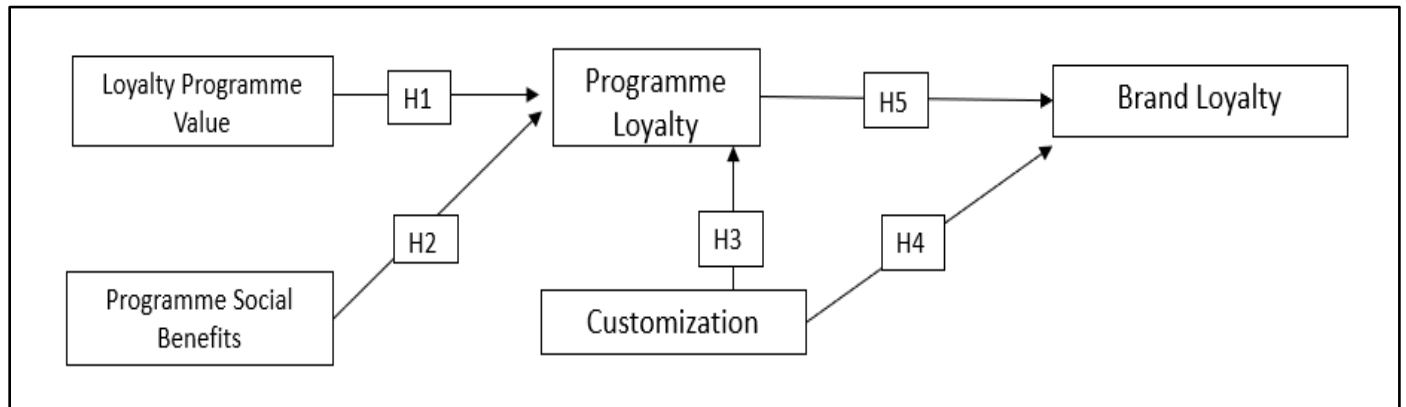 Loyalty Programme
Value
H1
Programme
Loyalty
H5
Brand Loyalty
H2
H3
H4
Programme Social
Benefits
Customization